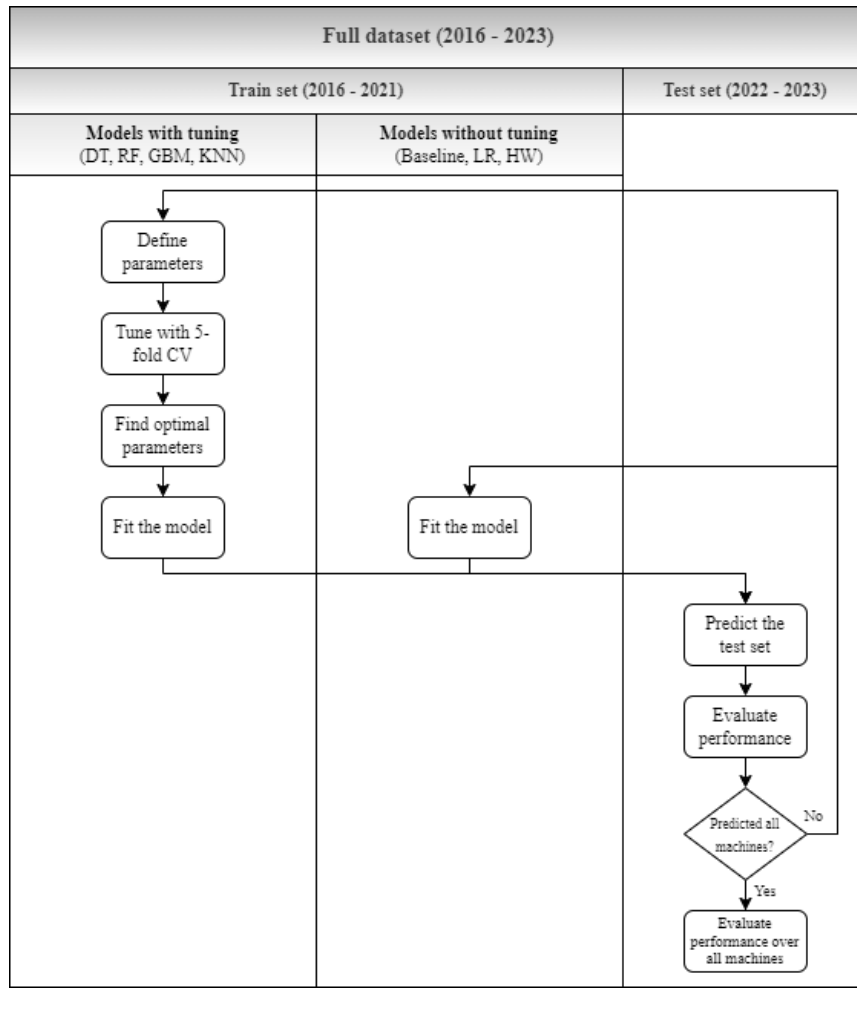 Full dataset (2016 - 2023)
Train set (2016 - 2021)
Test set (2022 - 2023)
Models with tuning
(DT, RF, GBM, KNN)
Models without tuning
(Baseline, LR, HW)
Define
parameters
Tune with 5-
fold CV
Find optimal
parameters
Fit the model
Fit the model
Predict the
test set
Evaluate
performance
Predicted all
machines?
No
Yes
Evaluate
performance over
all machines